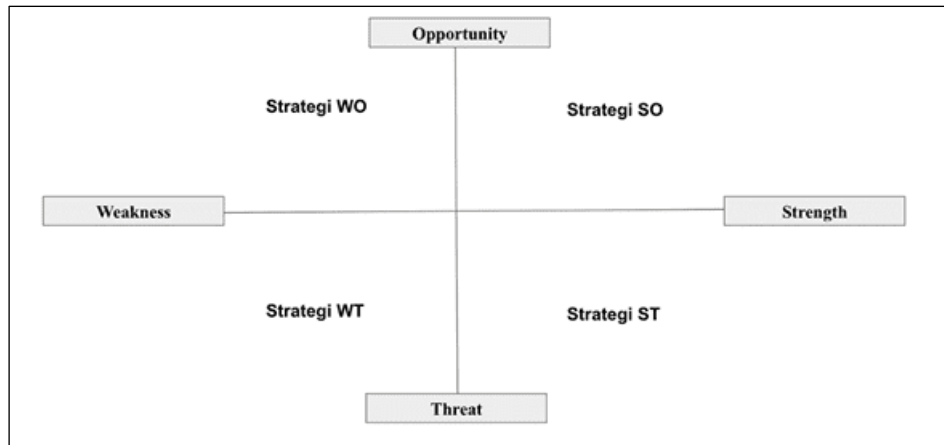 Opportunity
Strategi WO
Strategi SO
Weakness
Strength
Strategi WT
Strategi ST
Threat